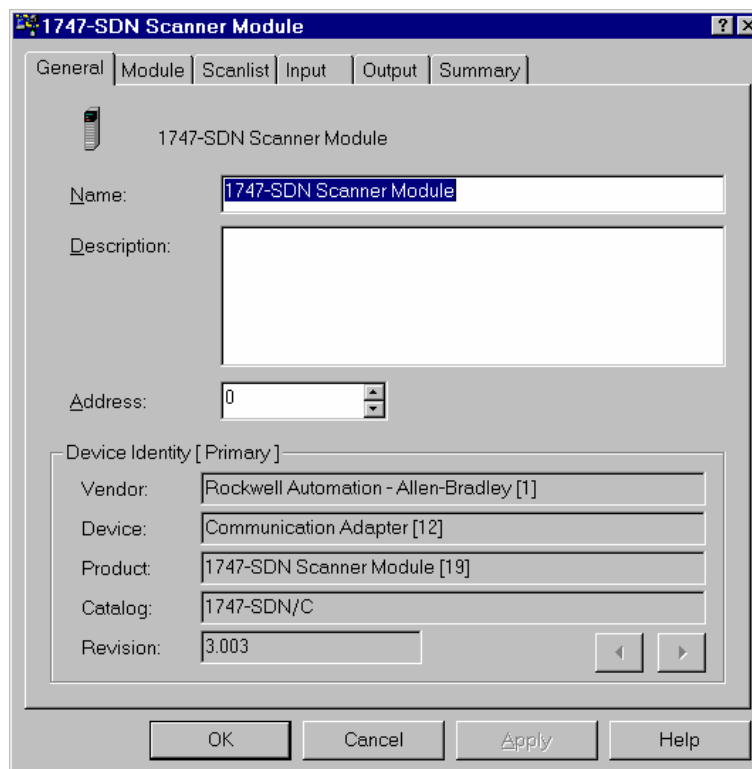 1747-SDN Scanner Module
General Module Scanlist Input Output Summary
1747-SDN Scanner Module
Name: 1747-SDN Scanner Module
Description:
Address: 0
Device Identity [ Primary ]
Vendor: Rockwell Automation - Allen-Bradley [1]
Device: Communication Adapter [12]
Product: 1747-SDN Scanner Module [19]
Catalog: 1747-SDN/C
Revision: 3.003
OK Cancel Apply Help